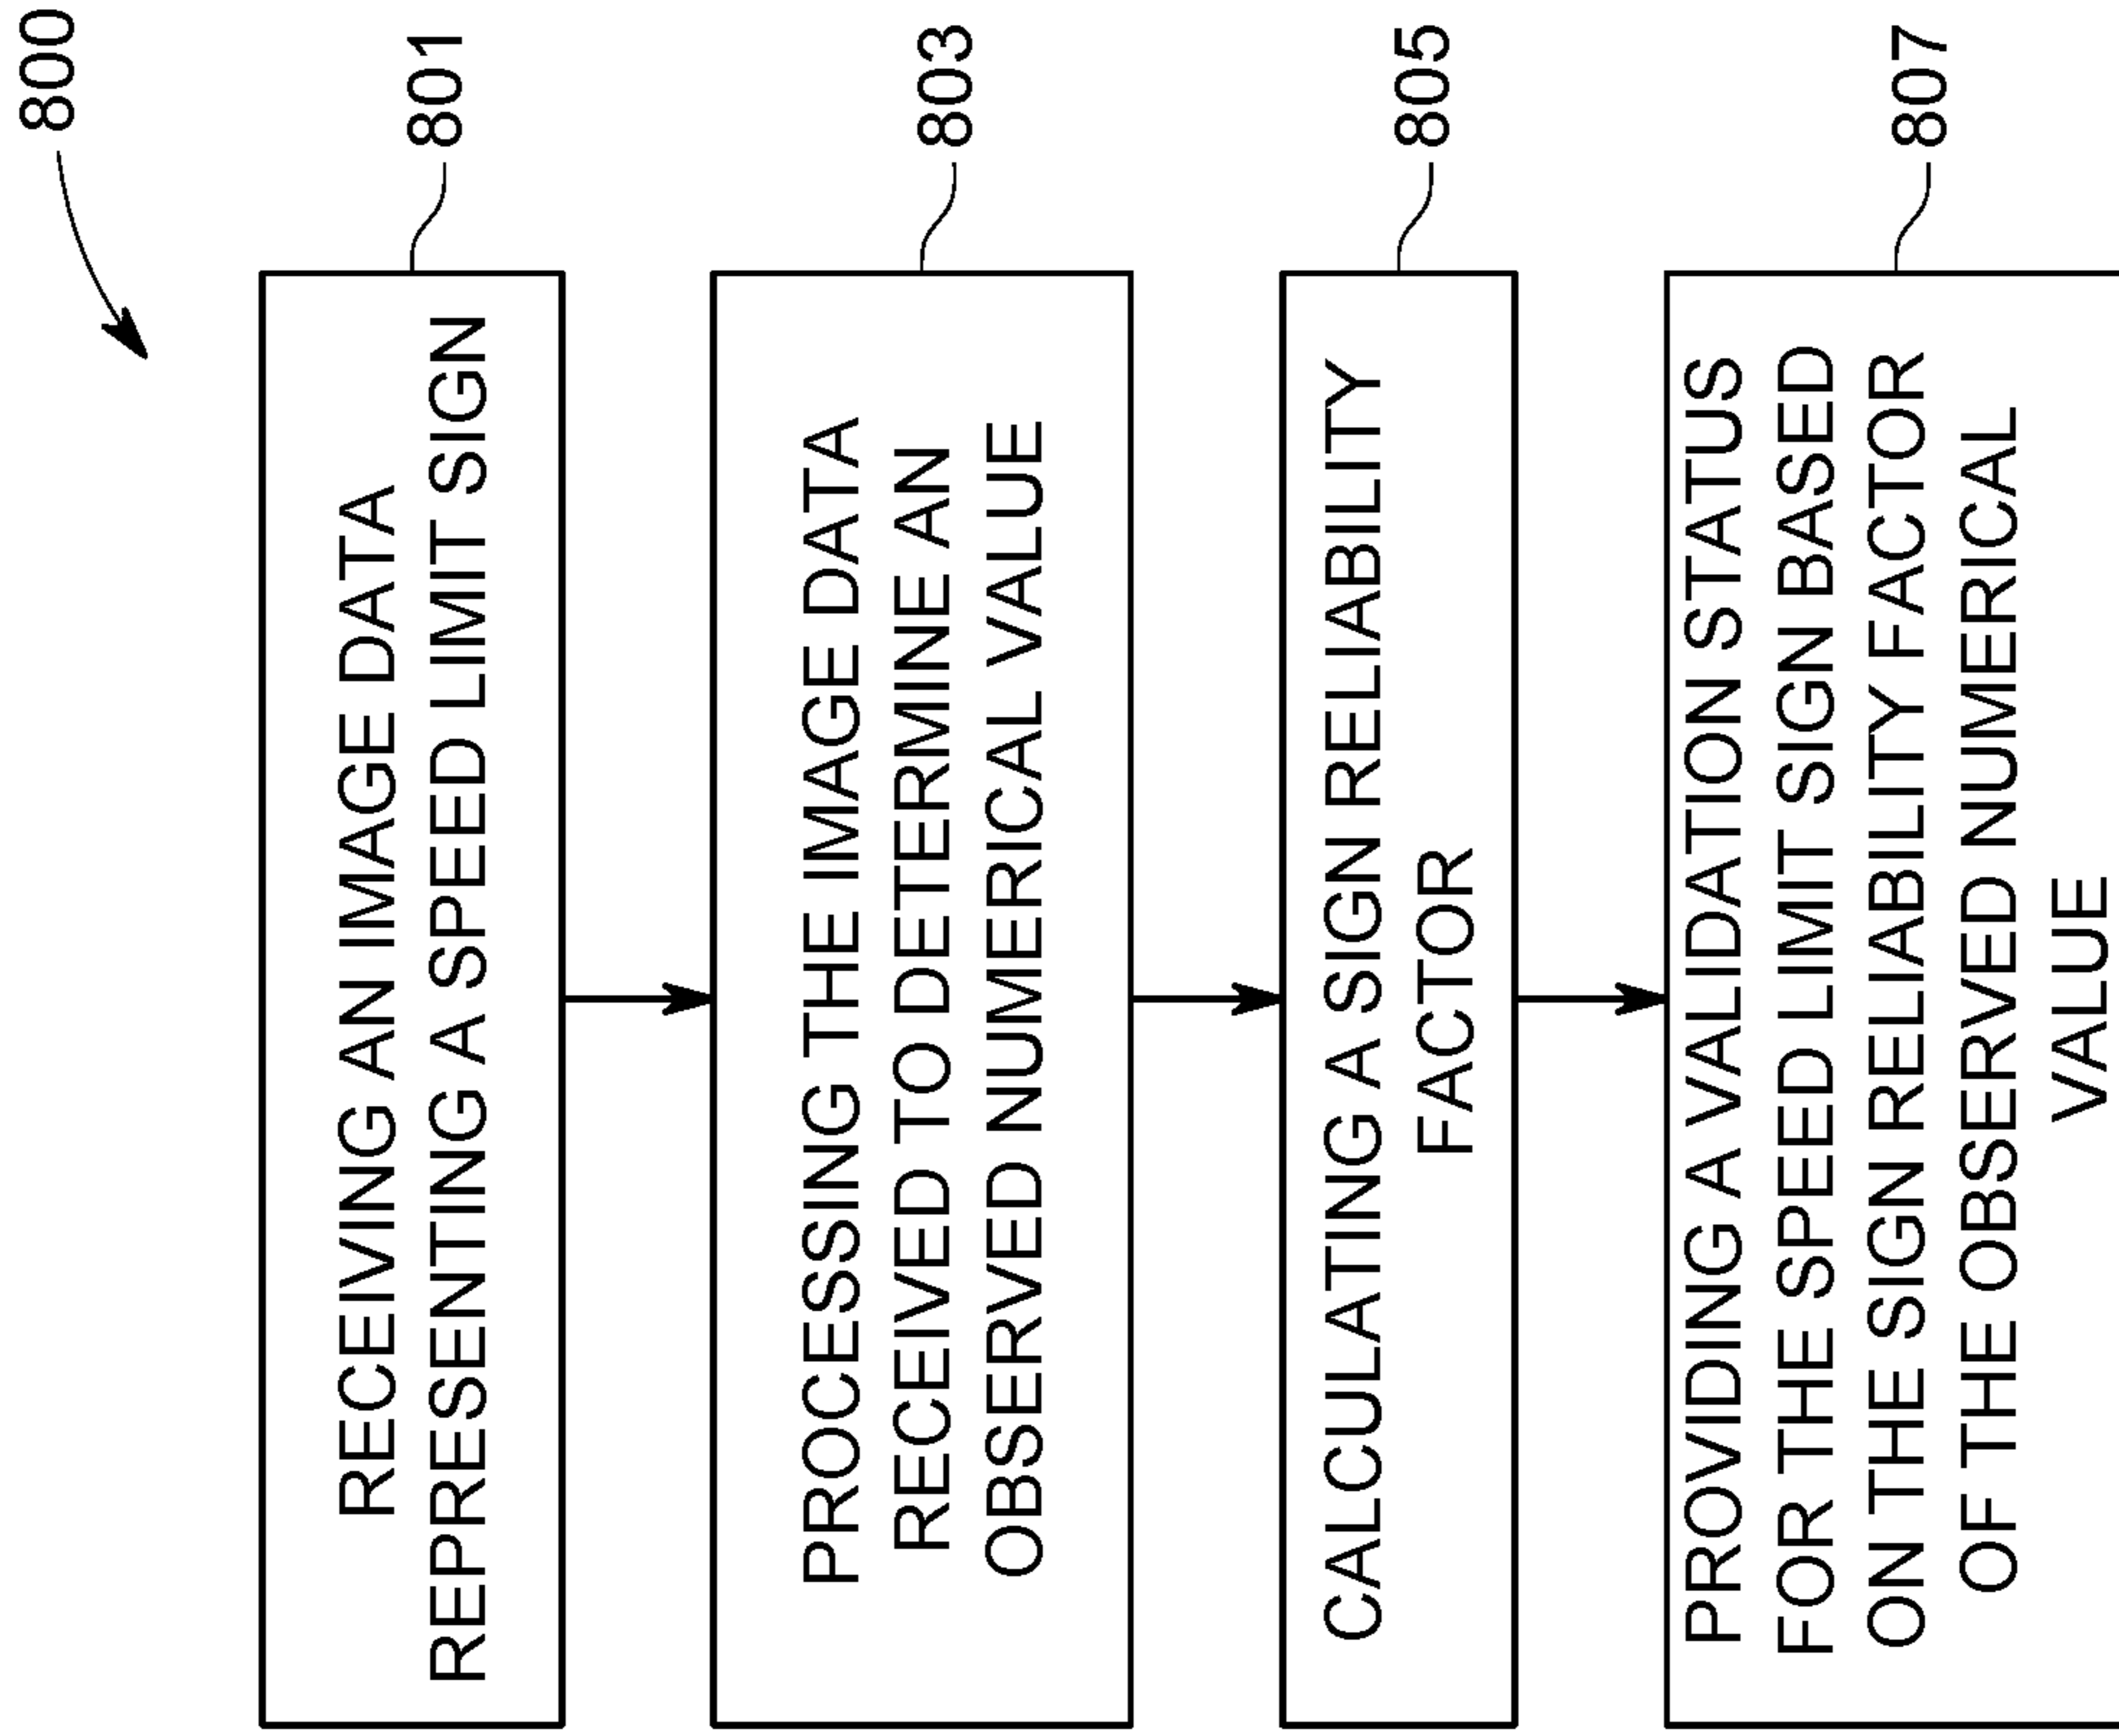 800
RECEIVING AN IMAGE DATA
REPRESENTING A SPEED LIMIT SIGN
801
PROCESSING THE IMAGE DATA
RECEIVED TO DETERMINE AN
OBSERVED NUMERICAL VALUE
803
CALCULATING A SIGN RELIABILITY
FACTOR
805
PROVIDING A VALIDATION STATUS
FOR THE SPEED LIMIT SIGN BASED
ON THE SIGN RELIABILITY FACTOR
OF THE OBSERVED NUMERICAL
VALUE
807